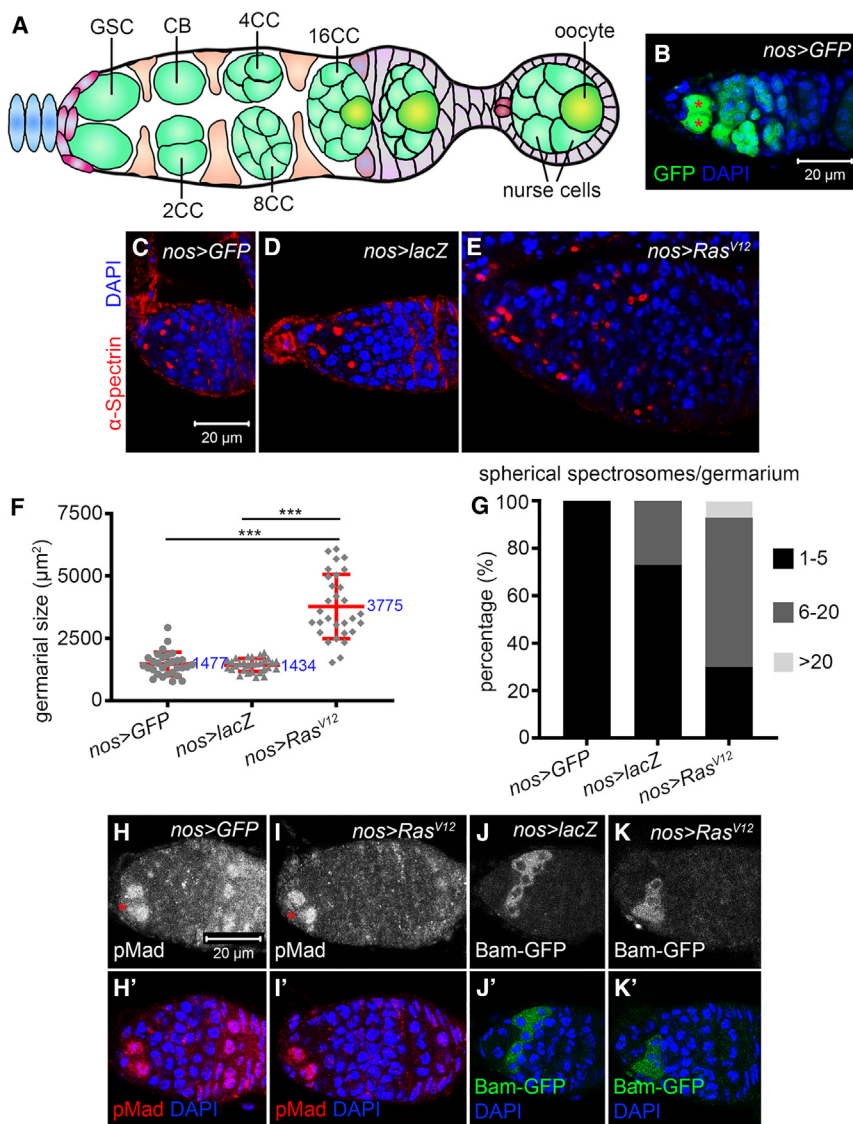 A
GSC
CB
4CC
16CC
oocyte
2CC
8CC
nurse cells
B
nos>GFP
GFP DAPI
20 µm
α-Spectrin
DAPI
C
nos>GFP
20 µm
D
nos>lacZ
E
nos>RasV12
F
germarial size (µm²)
7500
5000
2500
0
***
***
1477
1434
3775
nos>GFP
nos>lacZ
nos>RasV12
spherical spectrosomes/germarium
G
percentage (%)
100
80
60
40
20
0
1-5
6-20
>20
nos>GFP
nos>lacZ
nos>RasV12
H
nos>GFP
*
20 µm
pMad
I
nos>RasV12
*
pMad
J
nos>lacZ
Bam-GFP
K
nos>RasV12
Bam-GFP
H'
pMad DAPI
I'
pMad DAPI
J'
Bam-GFP
DAPI
K'
Bam-GFP
DAPI